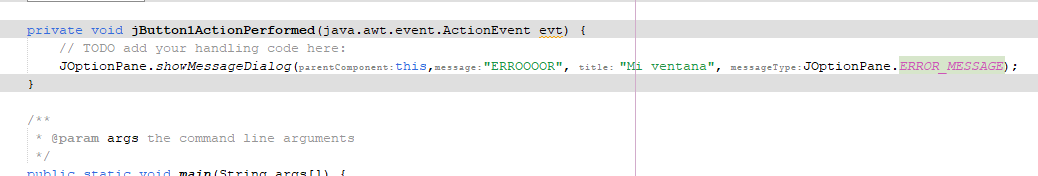 private void jButton1ActionPerformed(java.awt.event.ActionEvent evt) {
// TODO add your handling code here:
JOptionPane.showMessageDialog(parentComponent:this,message:"ERROOOOR", title: "Mi ventana", messageType:JOptionPane.ERROR_MESSAGE);
}
/**
* @param args the command line arguments
*/
public static void main(String args[]) {